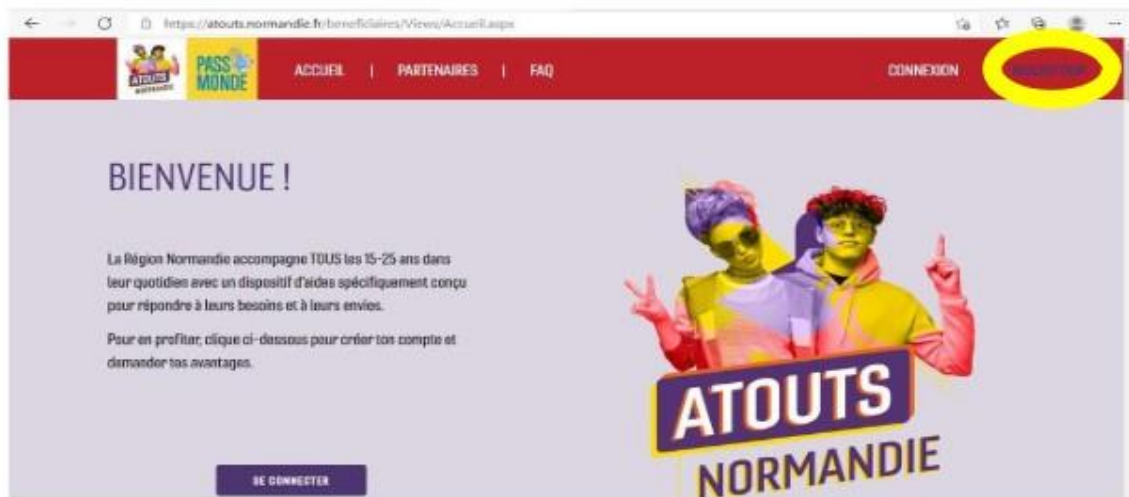 https://atouts.normandie.fr/beneficiaires/Views/Accueil.aspx
ATOUTS
NORMANDIE
PASS
MONDE
ACCUEIL | PARTENAIRES | FAQ
CONNEXION
BIENVENUE !
La Région Normandie accompagne TOUS les 15-25 ans dans
leur quotidien avec un dispositif d'aides spécifiquement conçu
pour répondre à leurs besoins et à leurs envies.
Pour en profiter, clique ci-dessous pour créer ton compte et
demander tes avantages.
SE CONNECTER
ATOUTS
NORMANDIE